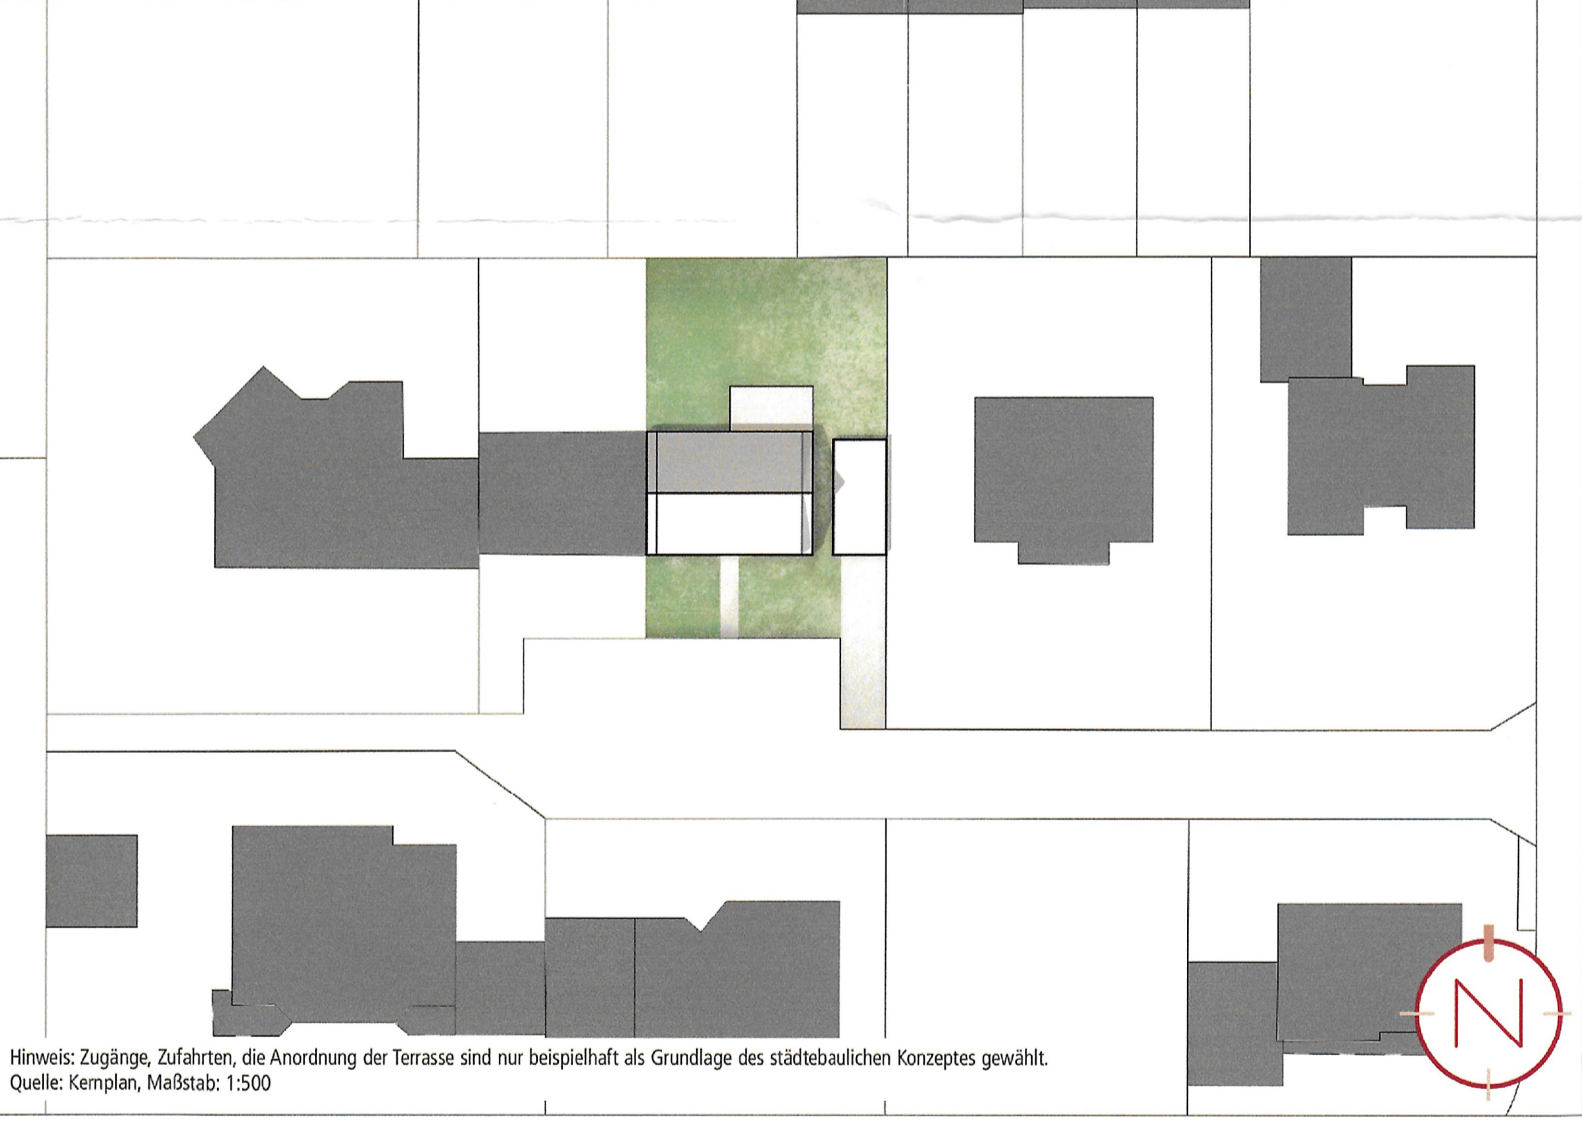 Hinweis: Zugänge, Zufahrten, die Anordnung der Terrasse sind nur beispielhaft als Grundlage des städtebaulichen Konzeptes gewählt.
Quelle: Kernplan, Maßstab: 1:500
N